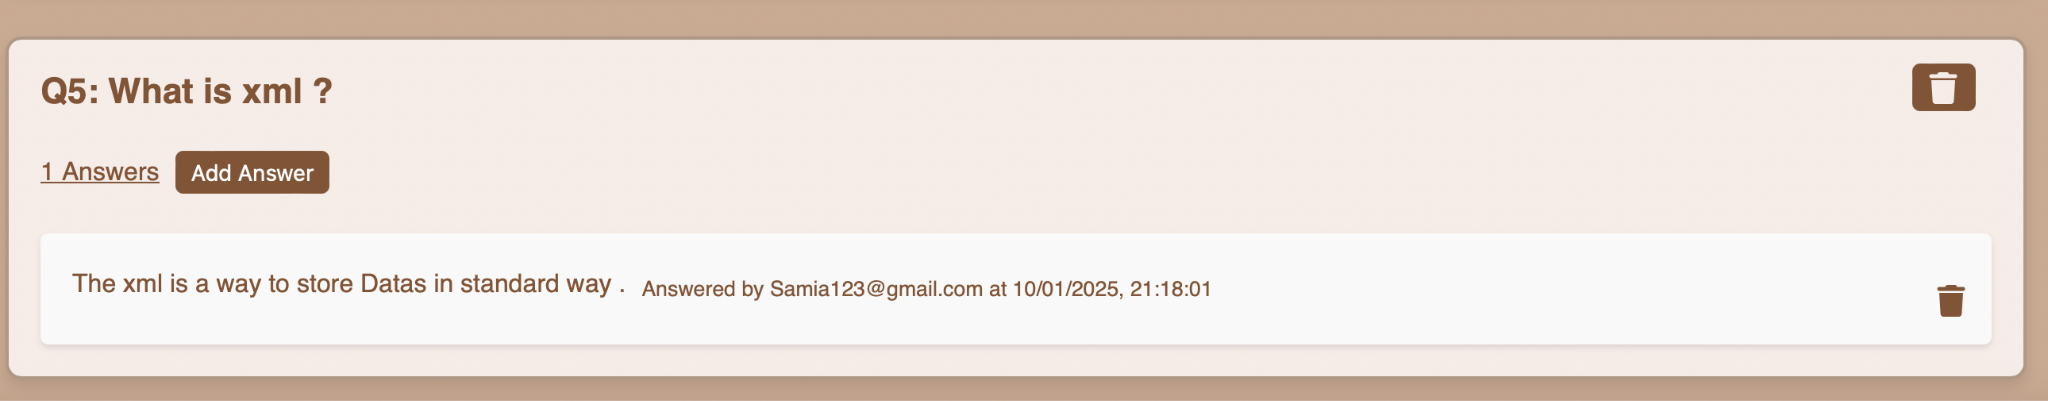 Q5: What is xml ?
1 Answers Add Answer
The xml is a way to store Datas in standard way . Answered by Samia123@gmail.com at 10/01/2025, 21:18:01